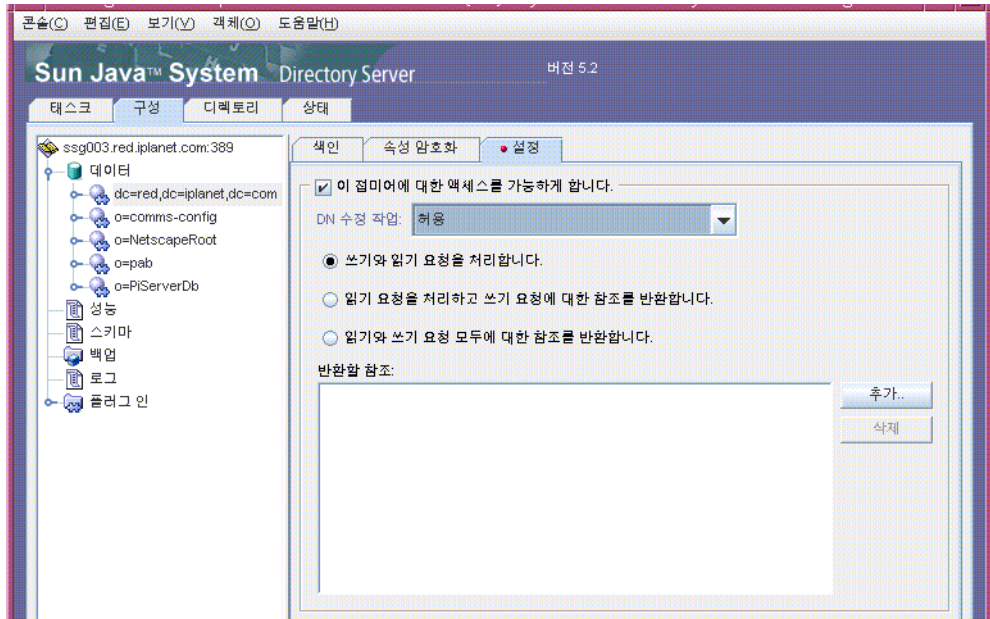 콘솔(C) 편집(E) 보기(V) 객체(O) 도움말(H)
Sun Java™ System Directory Server 버전 5.2
태스크 구성 디렉토리 상태
ssg003.red.iplanet.com:389
데이터
dc=red,dc=iplanet,dc=com
o=comms-config
o=NetscapeRoot
o=pab
o=PiServerDb
성능
스키마
백업
로그
플러그 인
색인 속성 암호화 설정
이 접미어에 대한 액세스를 가능하게 합니다.
DN 수정 작업: 허용
쓰기와 읽기 요청을 처리합니다.
읽기 요청을 처리하고 쓰기 요청에 대한 참조를 반환합니다.
읽기와 쓰기 요청 모두에 대한 참조를 반환합니다.
반환할 참조:
추가..
삭제